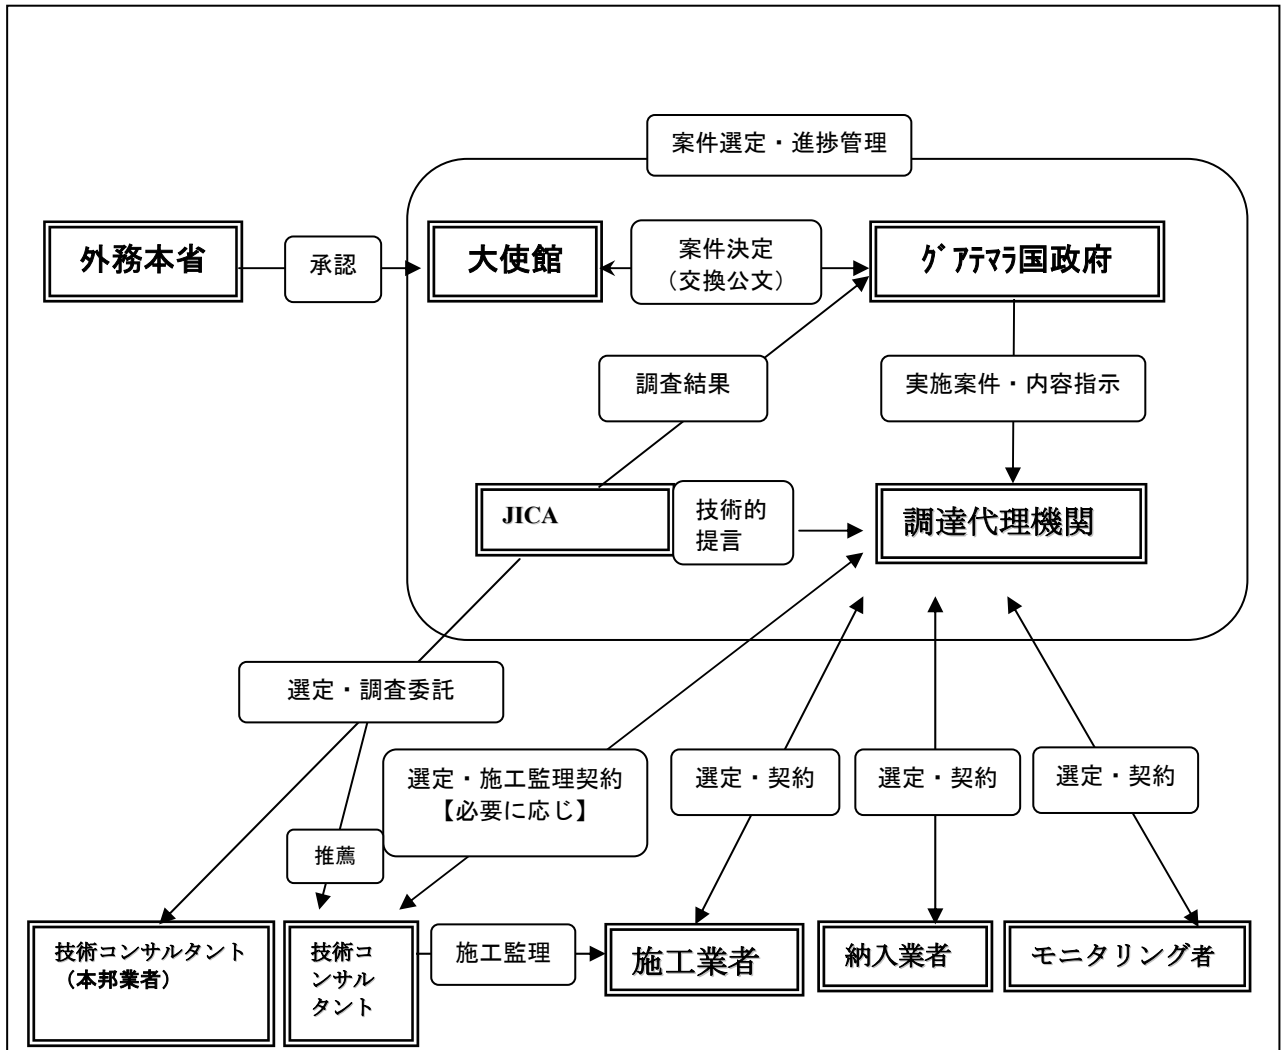 案件選定・進捗管理
外務本省
承認
大使館
案件決定
（交換公文）
ｸﾞｱﾃﾏﾗ国政府
調査結果
実施案件・内容指示
JICA
技術的
提言
調達代理機関
選定・調査委託
選定・施工監理契約
【必要に応じ】
選定・契約
選定・契約
選定・契約
推薦
技術コンサルタント
（本邦業者）
技術コ
ンサル
タント
施工監理
施工業者
納入業者
モニタリング者